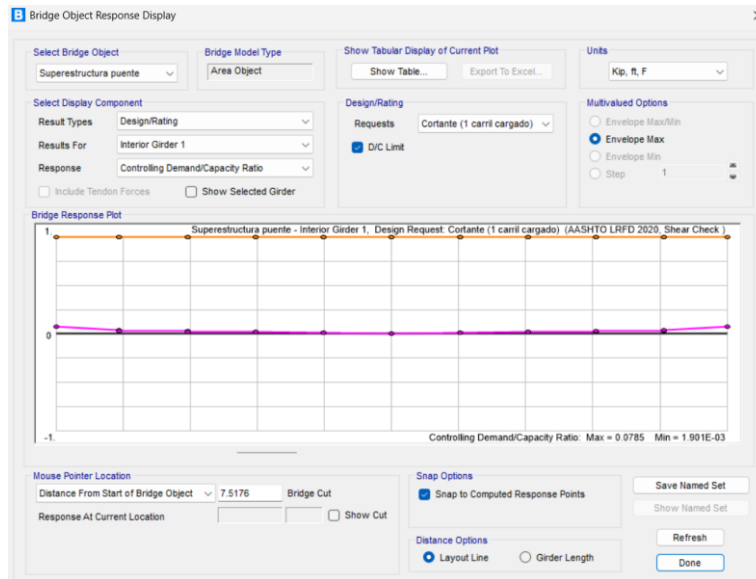 B Bridge Object Response Display
Select Bridge Object
Superestructura puente
Bridge Model Type
Area Object
Show Tabular Display of Current Plot
Show Table...
Export To Excel...
Units
Kip, ft, F
Select Display Component
Result Types Design/Rating
Results For Interior Girder 1
Response Controlling Demand/Capacity Ratio
Include Tendon Forces Show Selected Girder
Design/Rating
Requests Cortante (1 carril cargado)
D/C Limit
Multivalued Options
Envelope Max/Min
Envelope Max
Envelope Min
Step 1
Bridge Response Plot
1. Superestructura puente - Interior Girder 1, Design Request: Cortante (1 carril cargado) (AASHTO LRFD 2020, Shear Check )
0
-1. Controlling Demand/Capacity Ratio: Max = 0.0785 Min = 1.901E-03
Mouse Pointer Location
Distance From Start of Bridge Object 7.5176 Bridge Cut
Response At Current Location Show Cut
Snap Options
Snap to Computed Response Points
Distance Options
Layout Line Girder Length
Save Named Set
Show Named Set
Refresh
Done